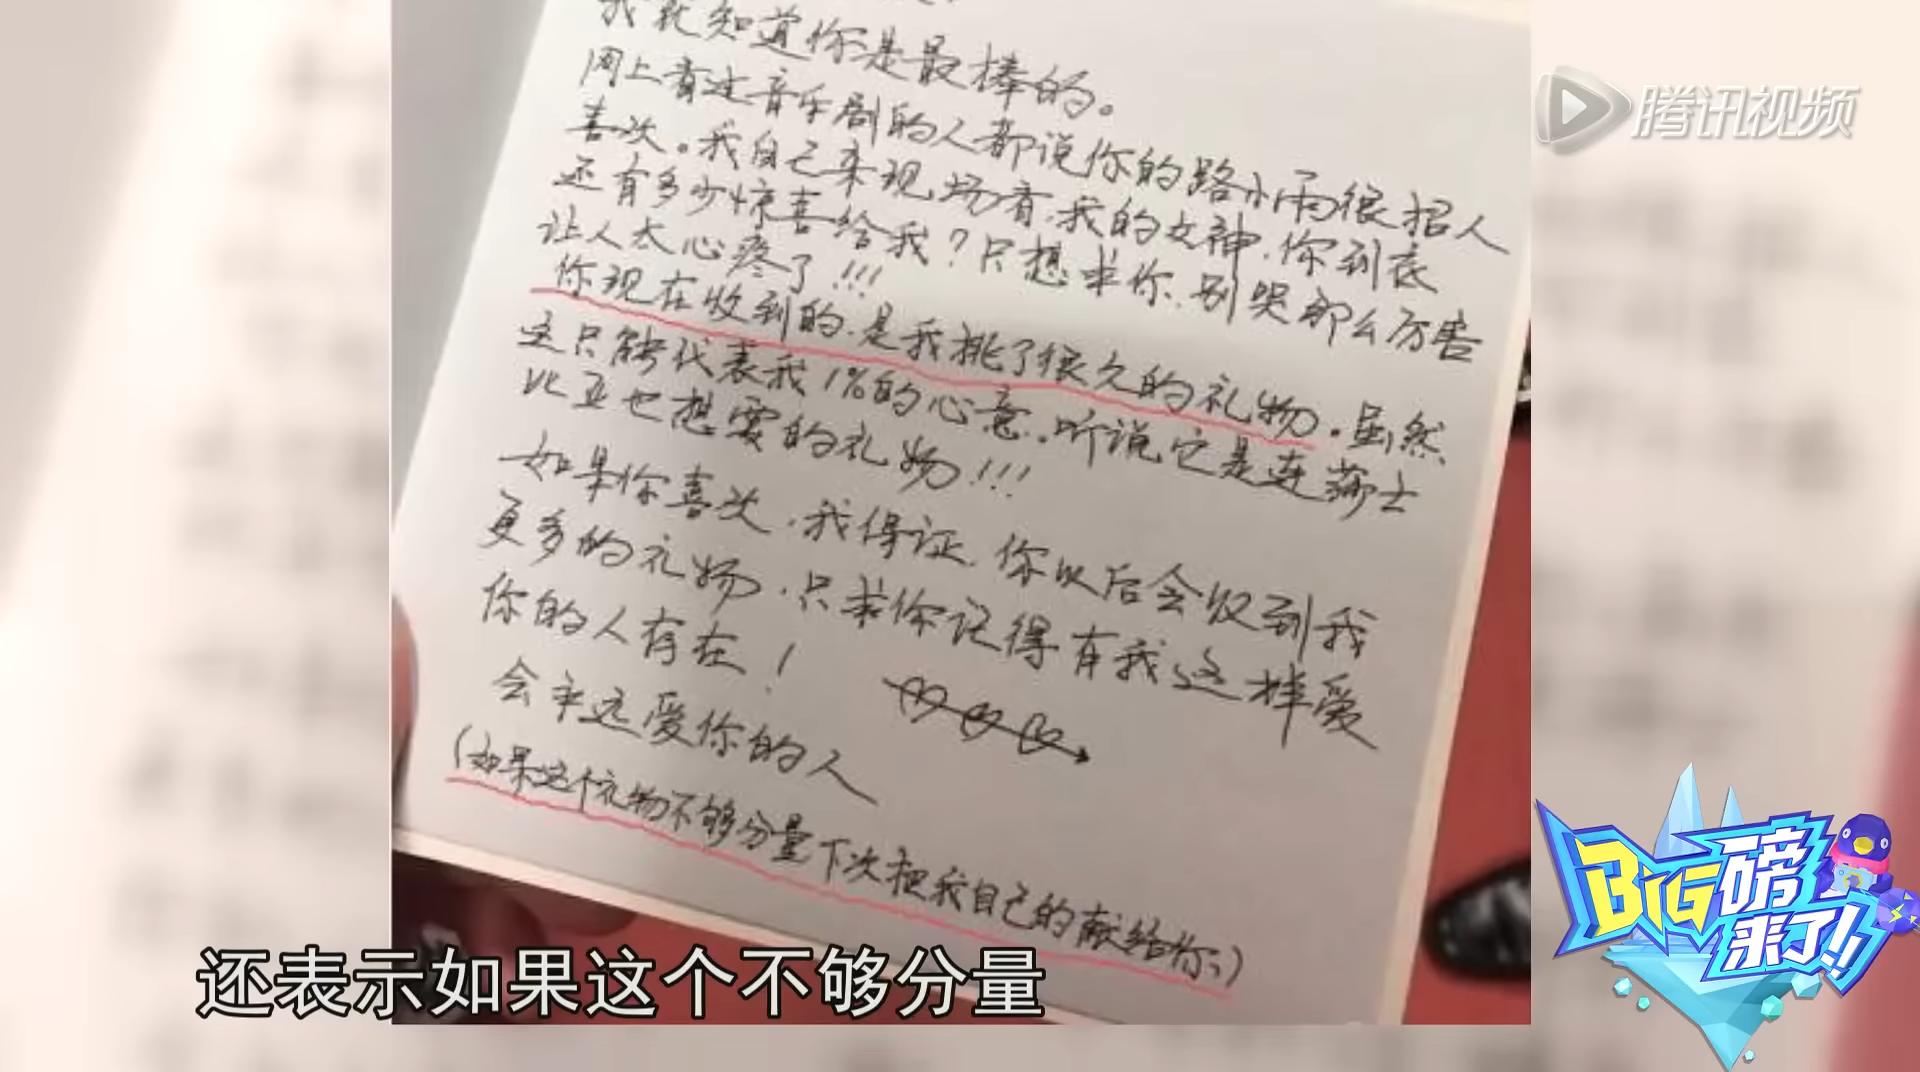 我就知道你是最棒的。
网上看过音乐剧的人都说你的路小雨很招人
喜欢。我自己来现场看,我的女神,你到底
还有多少惊喜给我?只想求你,别哭那么厉害
让人太心疼了!!!
你现在收到的,是我挑了很久的礼物。虽然
这只能代表我1%的心意。听说它是连莎士
比亚也想要的礼物!!!
如果你喜欢,我保证,你以后会收到我
更多的礼物,只求你记得有我这样爱
你的人存在!
会永远爱你的人
(如果这个礼物不够分量下次把我自己的献给你。)
还表示如果这个不够分量
腾讯视频
BIG磅
来了!!